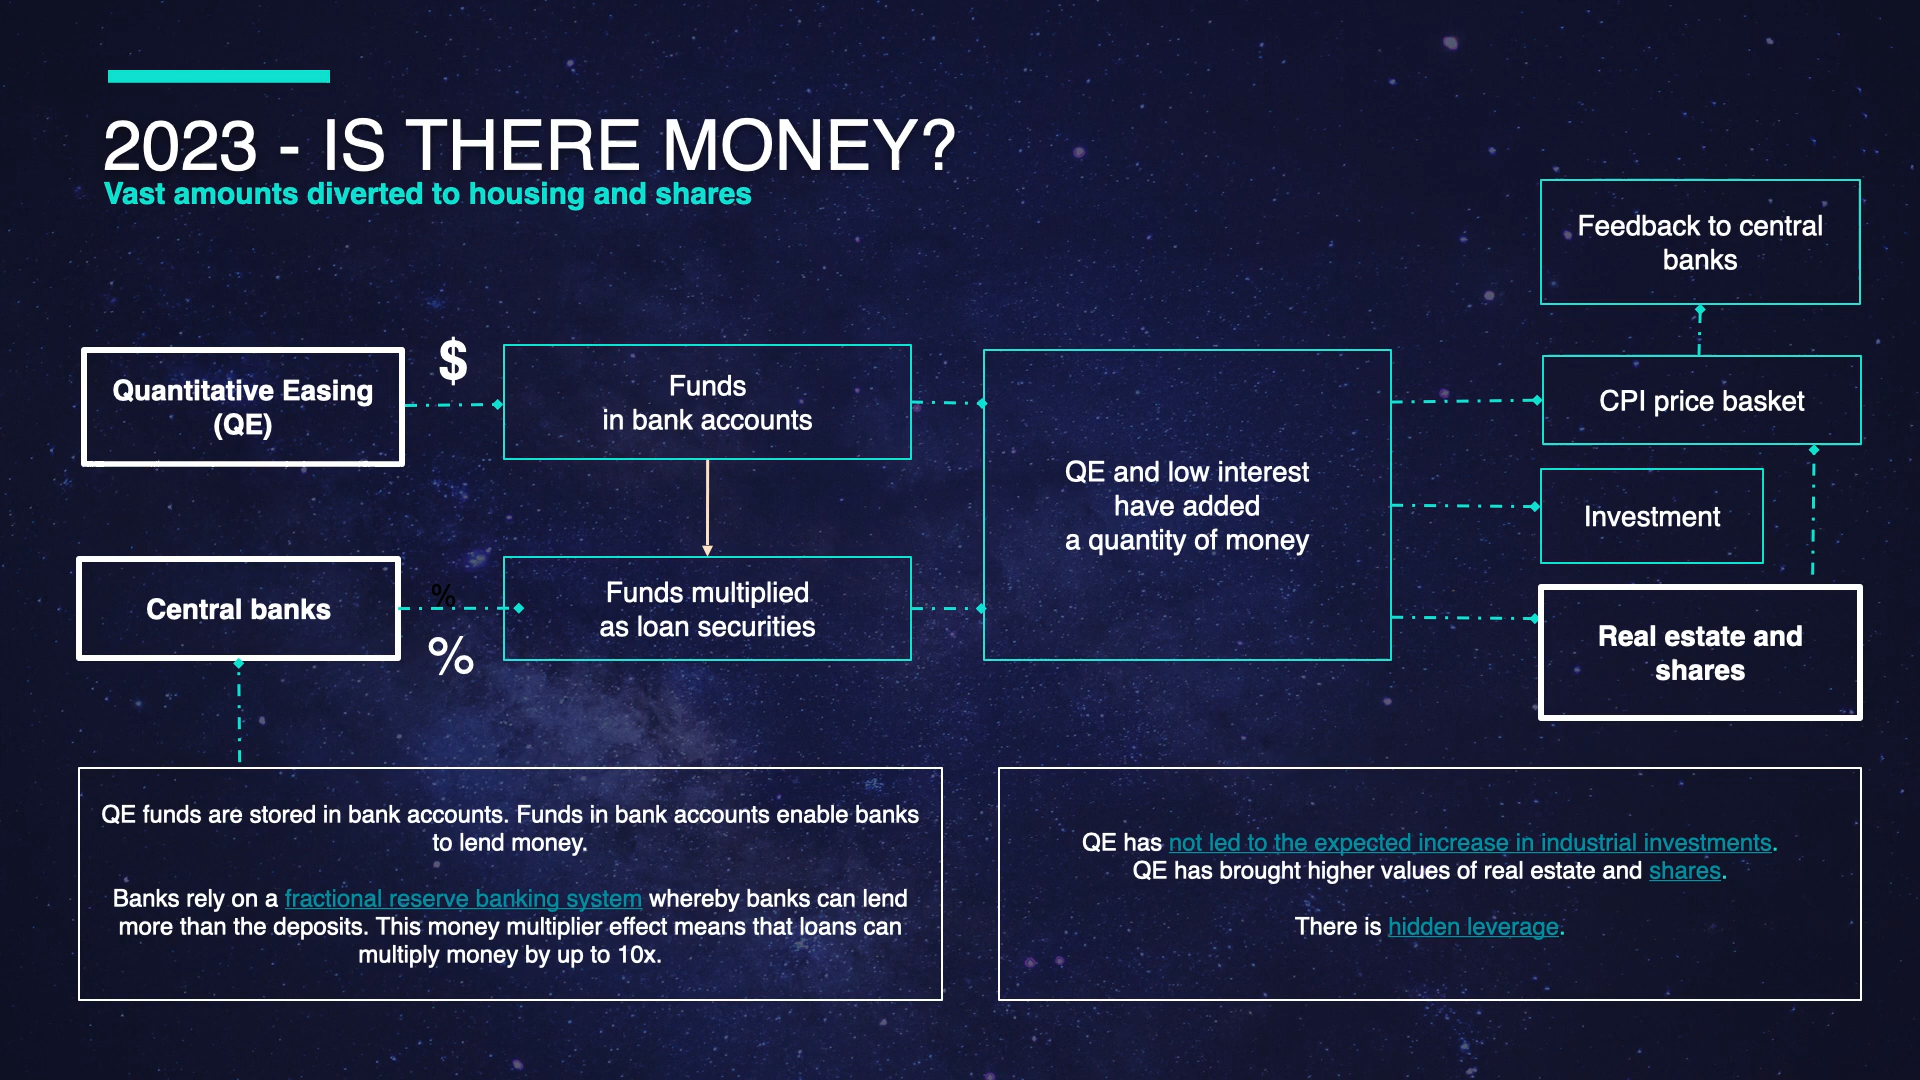 2023 - IS THERE MONEY?
Vast amounts diverted to housing and shares
Feedback to central
banks
Quantitative Easing
(QE)
$
Funds
in bank accounts
QE and low interest
have added
a quantity of money
CPI price basket
Investment
Central banks
%
%
Funds multiplied
as loan securities
Real estate and
shares
QE funds are stored in bank accounts. Funds in bank accounts enable banks
to lend money.
Banks rely on a fractional reserve banking system whereby banks can lend
more than the deposits. This money multiplier effect means that loans can
multiply money by up to 10x.
QE has not led to the expected increase in industrial investments.
QE has brought higher values of real estate and shares.
There is hidden leverage.